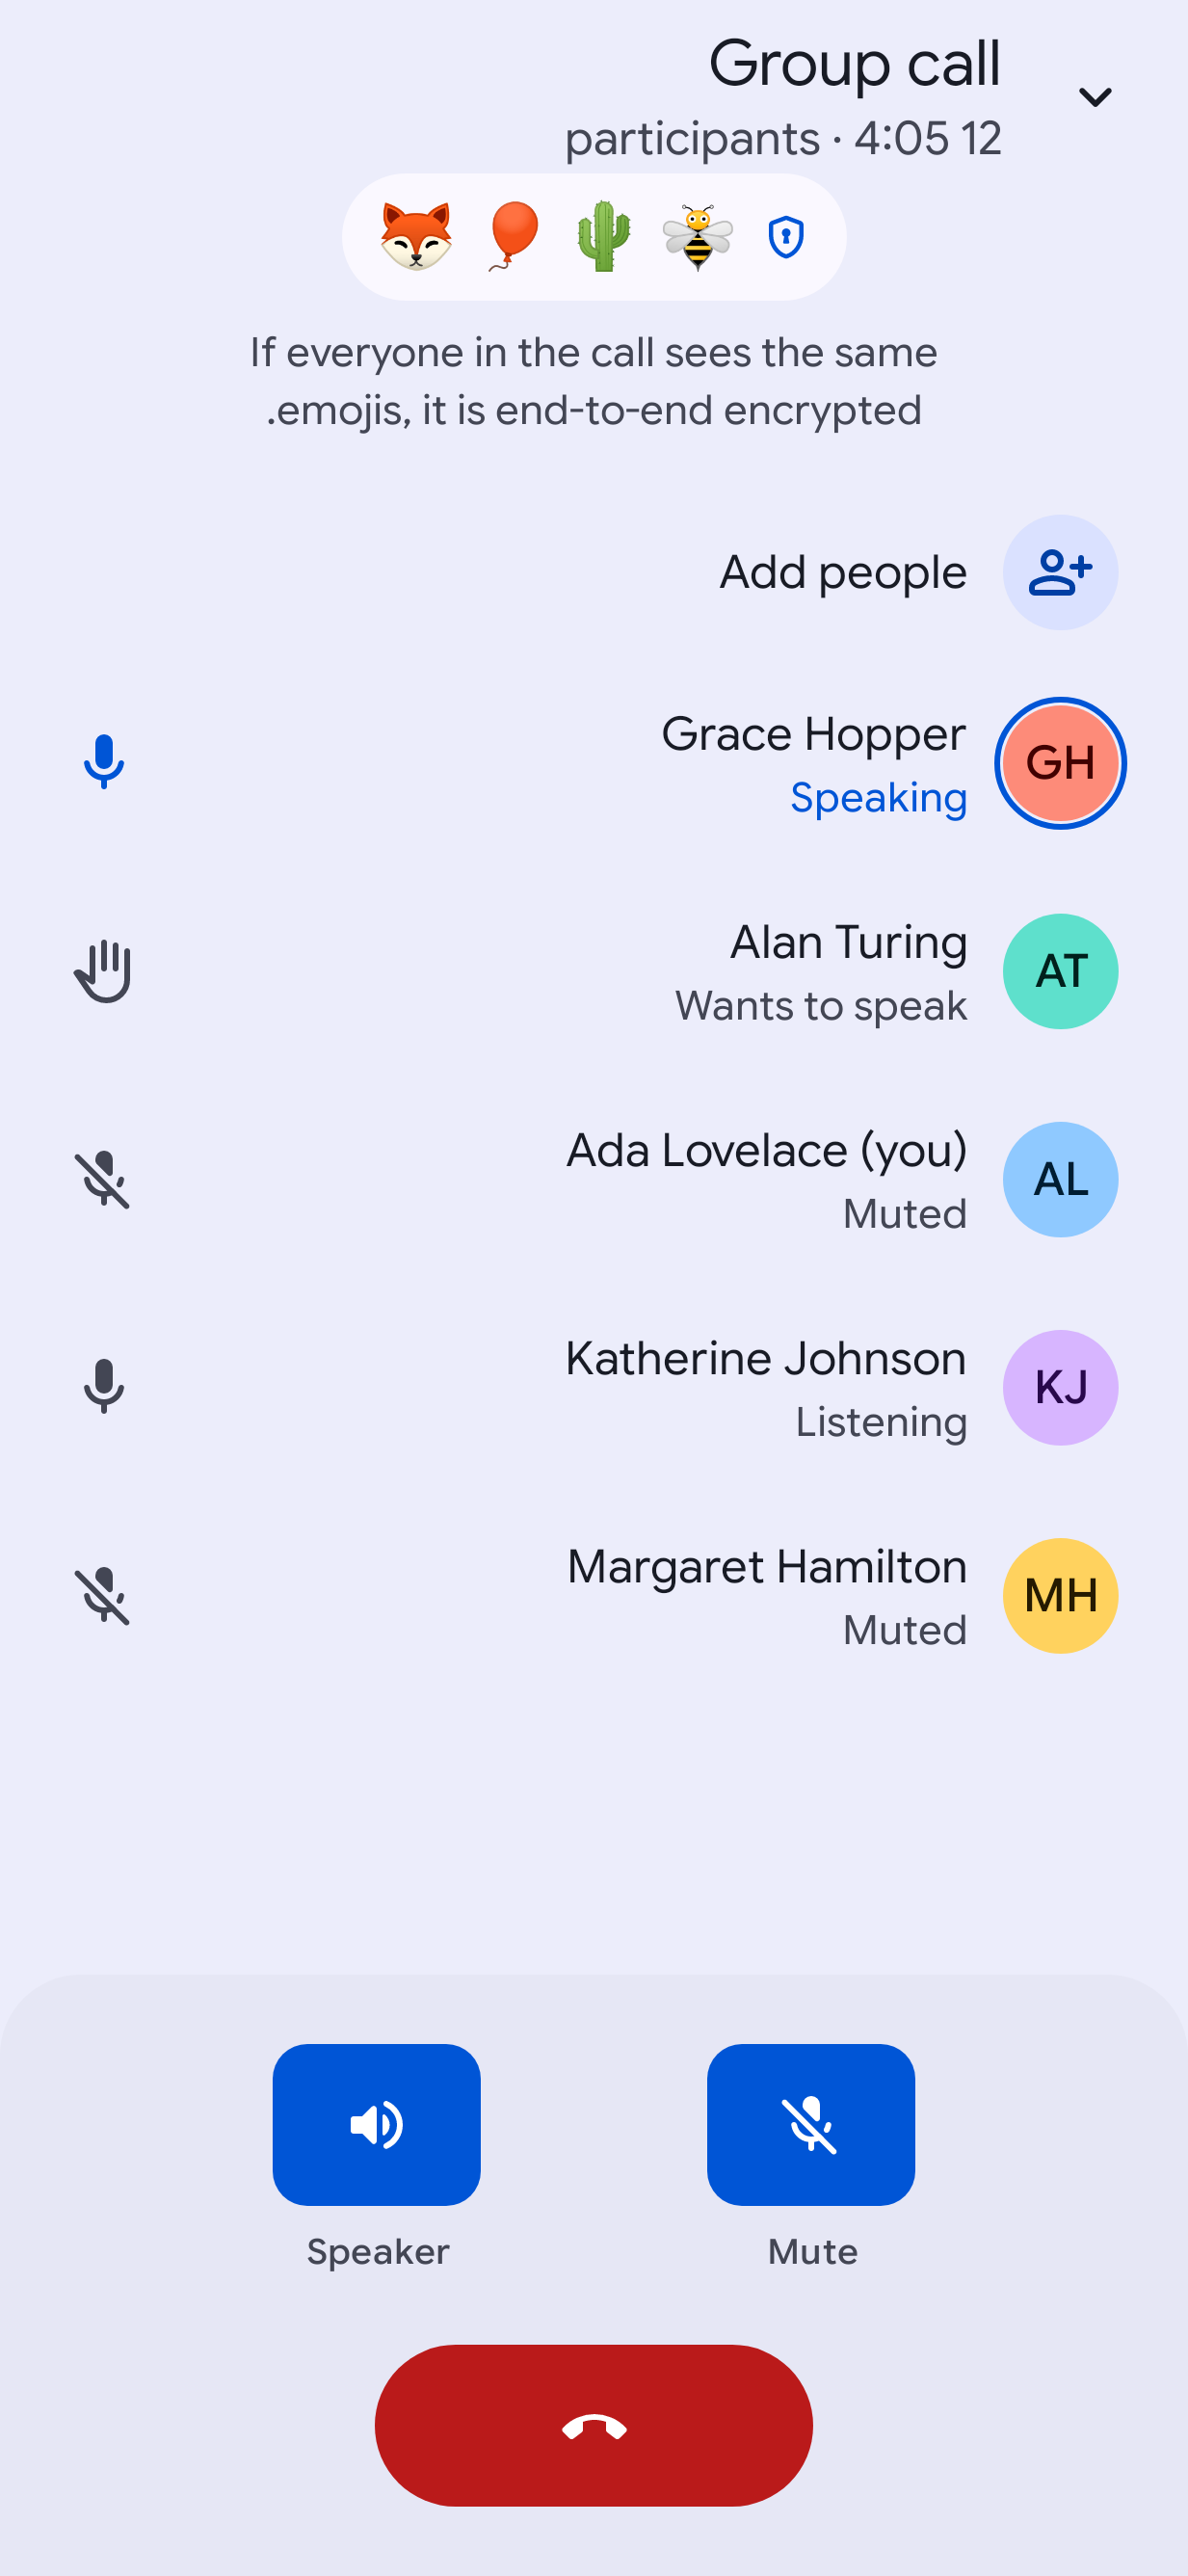 Group call
participants · 4:05 12
If everyone in the call sees the same
.emojis, it is end-to-end encrypted
Add people
GH
Grace Hopper
Speaking
AT
Alan Turing
Wants to speak
AL
Ada Lovelace (you)
Muted
KJ
Katherine Johnson
Listening
MH
Margaret Hamilton
Muted
Mute
Speaker